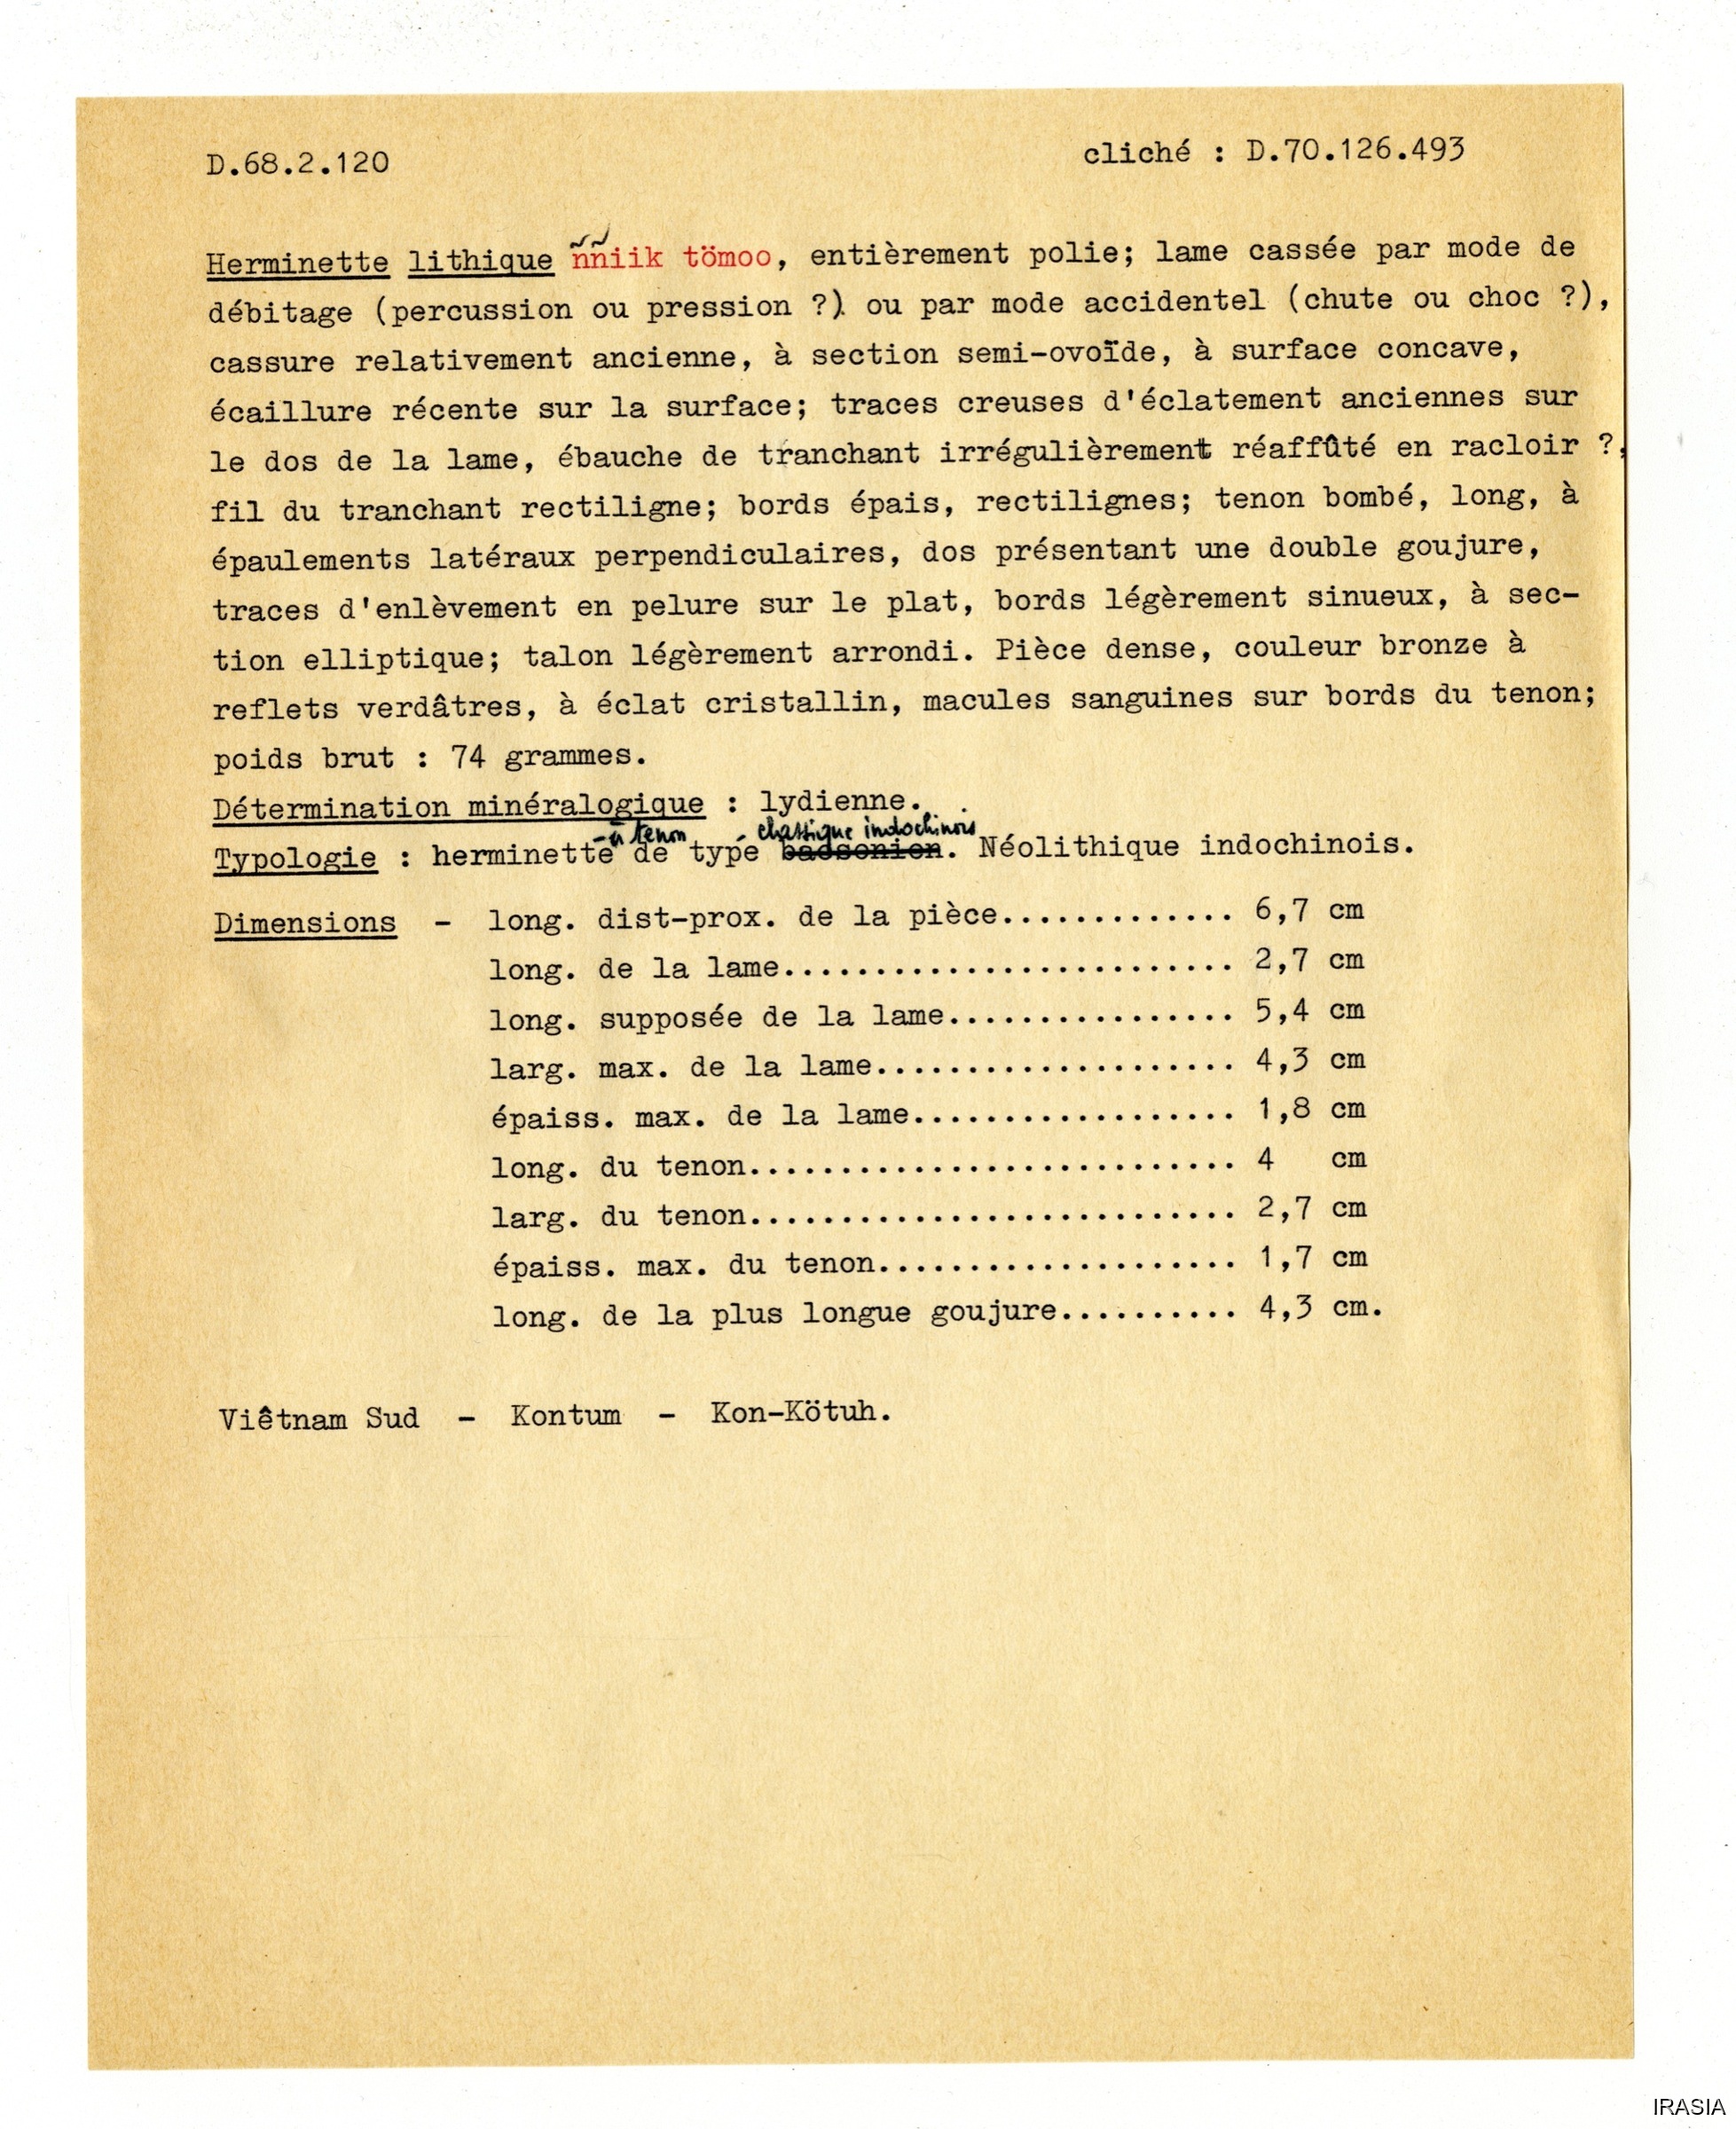 D.68.2.120 cliché : D.70.126.493
Herminette lithique ññiik tömoo, entièrement polie; lame cassée par mode de
débitage (percussion ou pression ?) ou par mode accidentel (chute ou choc ?),
cassure relativement ancienne, à section semi-ovoïde, à surface concave,
écaillure récente sur la surface; traces creuses d'éclatement anciennes sur
le dos de la lame, ébauche de tranchant irrégulièrement réaffûté en racloir ?,
fil du tranchant rectiligne; bords épais, rectilignes; tenon bombé, long, à
épaulements latéraux perpendiculaires, dos présentant une double goujure,
traces d'enlèvement en pelure sur le plat, bords légèrement sinueux, à sec-
tion elliptique; talon légèrement arrondi. Pièce dense, couleur bronze à
reflets verdâtres, à éclat cristallin, macules sanguines sur bords du tenon;
poids brut : 74 grammes.
Détermination minéralogique : lydienne.
à tenon classique indochinois
Typologie : herminette de type bacsonien. Néolithique indochinois.
Dimensions - long. dist-prox. de la pièce............. 6,7 cm
long. de la lame......................... 2,7 cm
long. supposée de la lame................ 5,4 cm
larg. max. de la lame.................... 4,3 cm
épaiss. max. de la lame.................. 1,8 cm
long. du tenon........................... 4 cm
larg. du tenon........................... 2,7 cm
épaiss. max. du tenon.................... 1,7 cm
long. de la plus longue goujure.......... 4,3 cm.
Viêtnam Sud - Kontum - Kon-Kötuh.
IRASIA